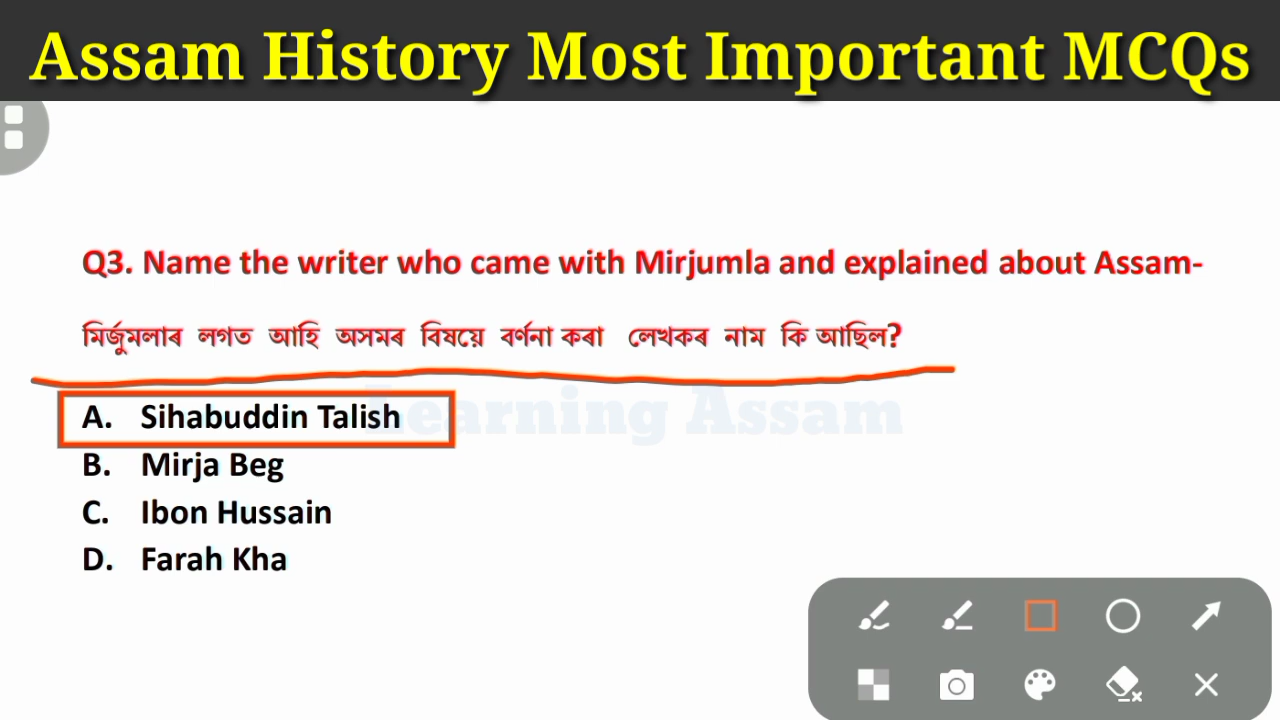 Assam History Most Important MCQs
Q3. Name the writer who came with Mirjumla and explained about Assam-
মিৰ্জুমলাৰ লগত আহি অসমৰ বিষয়ে বৰ্ণনা কৰা লেখকৰ নাম কি আছিল?
Learning Assam
A. Sihabuddin Talish
B. Mirja Beg
C. Ibon Hussain
D. Farah Kha